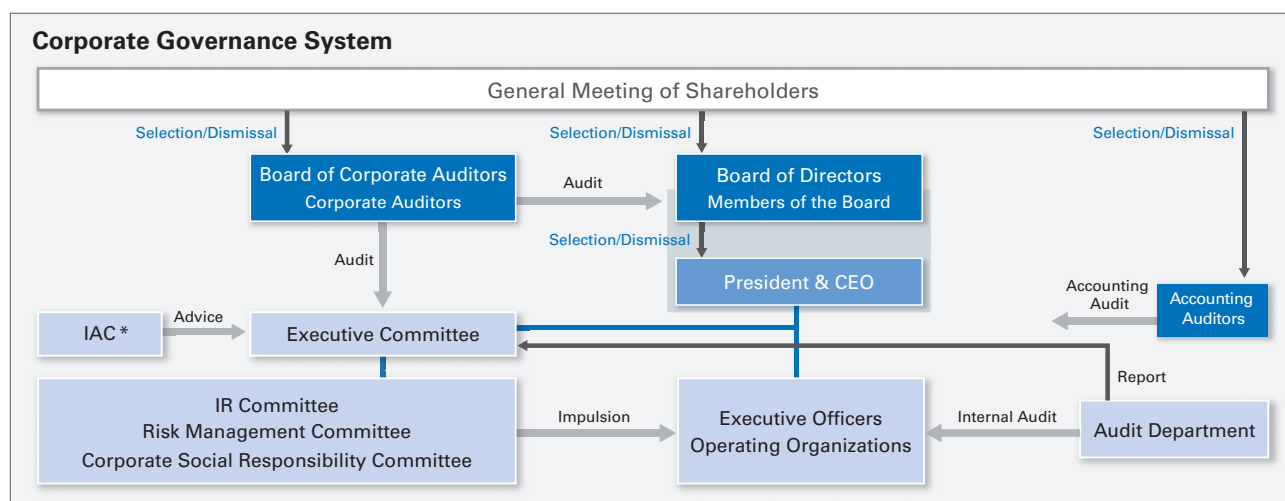 Corporate Governance System
General Meeting of Shareholders
Selection/Dismissal
Selection/Dismissal
Selection/Dismissal
Board of Corporate Auditors
Corporate Auditors
Audit
Board of Directors
Members of the Board
Selection/Dismissal
Audit
President & CEO
Accounting
Audit
Accounting
Auditors
IAC *
Advice
Executive Committee
Report
IR Committee
Risk Management Committee
Corporate Social Responsibility Committee
Impulsion
Executive Officers
Operating Organizations
Internal Audit
Audit Department